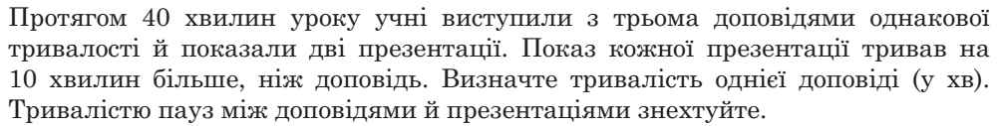 Протягом 40 хвилин уроку учні виступили з трьома доповідями однакової
тривалості й показали дві презентації. Показ кожної презентації тривав на
10 хвилин більше, ніж доповідь. Визначте тривалість однієї доповіді (у хв).
Тривалістю пауз між доповідями й презентаціями знехтуйте.